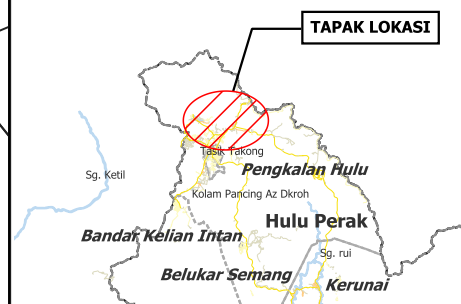 TAPAK LOKASI
Tasik Takong
Pengkalan Hulu
Sg. Ketil
Kolam Pancing Az Dkroh
Hulu Perak
Bandar Kelian Intan
Sg. rui
Belukar Semang
Kerunai